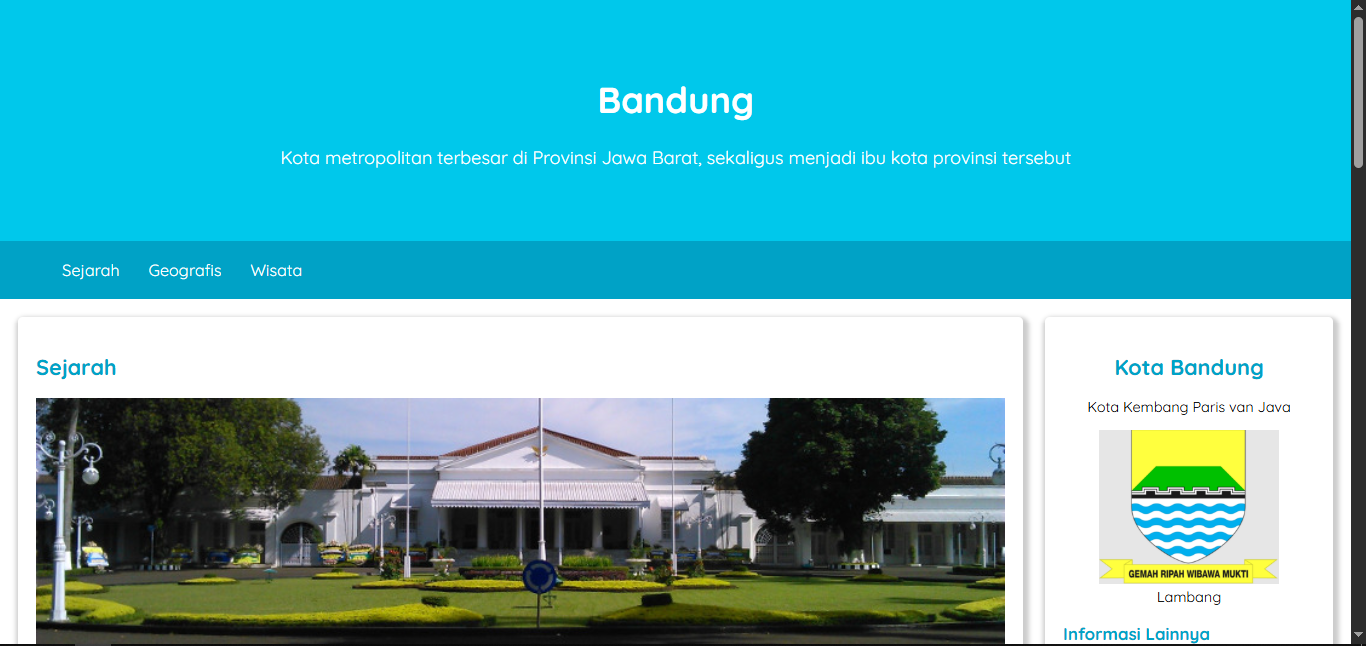 Bandung
Kota metropolitan terbesar di Provinsi Jawa Barat, sekaligus menjadi ibu kota provinsi tersebut
Sejarah Geografis Wisata
Sejarah
Kota Bandung
Kota Kembang Paris van Java
GEMAH RIPAH WIBAWA MUKTI
Lambang
Informasi Lainnya